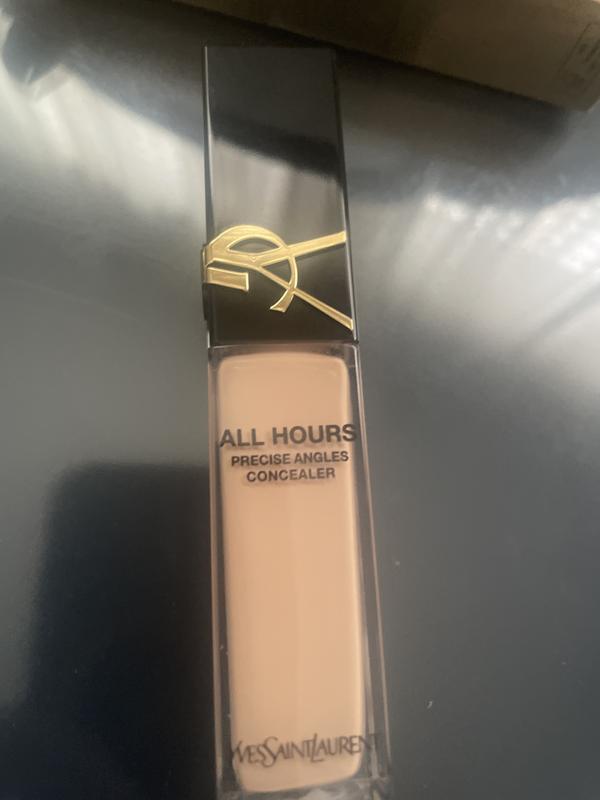 ALL HOURS
PRECISE ANGLES
CONCEALER
YVESSAINTLAURENT